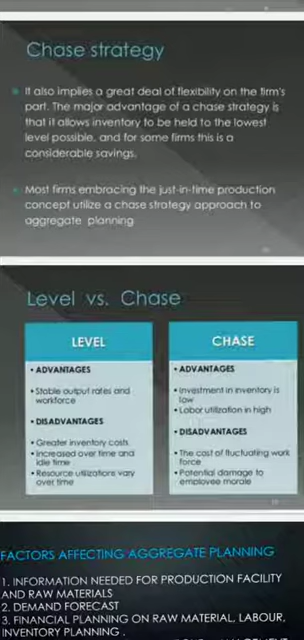 Chase strategy
It also implies a great deal of flexibility on the firm's
part. The major advantage of a chase strategy is
that it allows inventory to be held to the lowest
level possible, and for some firms this is a
considerable savings.
Most firms embracing the just-in-time production
concept utilize a chase strategy approach to
aggregate planning
Level vs. Chase
LEVEL
• ADVANTAGES
• Stable output rates and
workforce
• DISADVANTAGES
• Greater inventory costs
• Increased over time and
idle time
• Resource utilizations vary
over time
CHASE
• ADVANTAGES
• Investment in inventory is
low
• Labor utilization in high
• DISADVANTAGES
• The cost of fluctuating work
force
• Potential damage to
employee morale
FACTORS AFFECTING AGGREGATE PLANNING
1. INFORMATION NEEDED FOR PRODUCTION FACILITY
AND RAW MATERIALS
2. DEMAND FORECAST
3. FINANCIAL PLANNING ON RAW MATERIAL, LABOUR,
INVENTORY PLANNING .